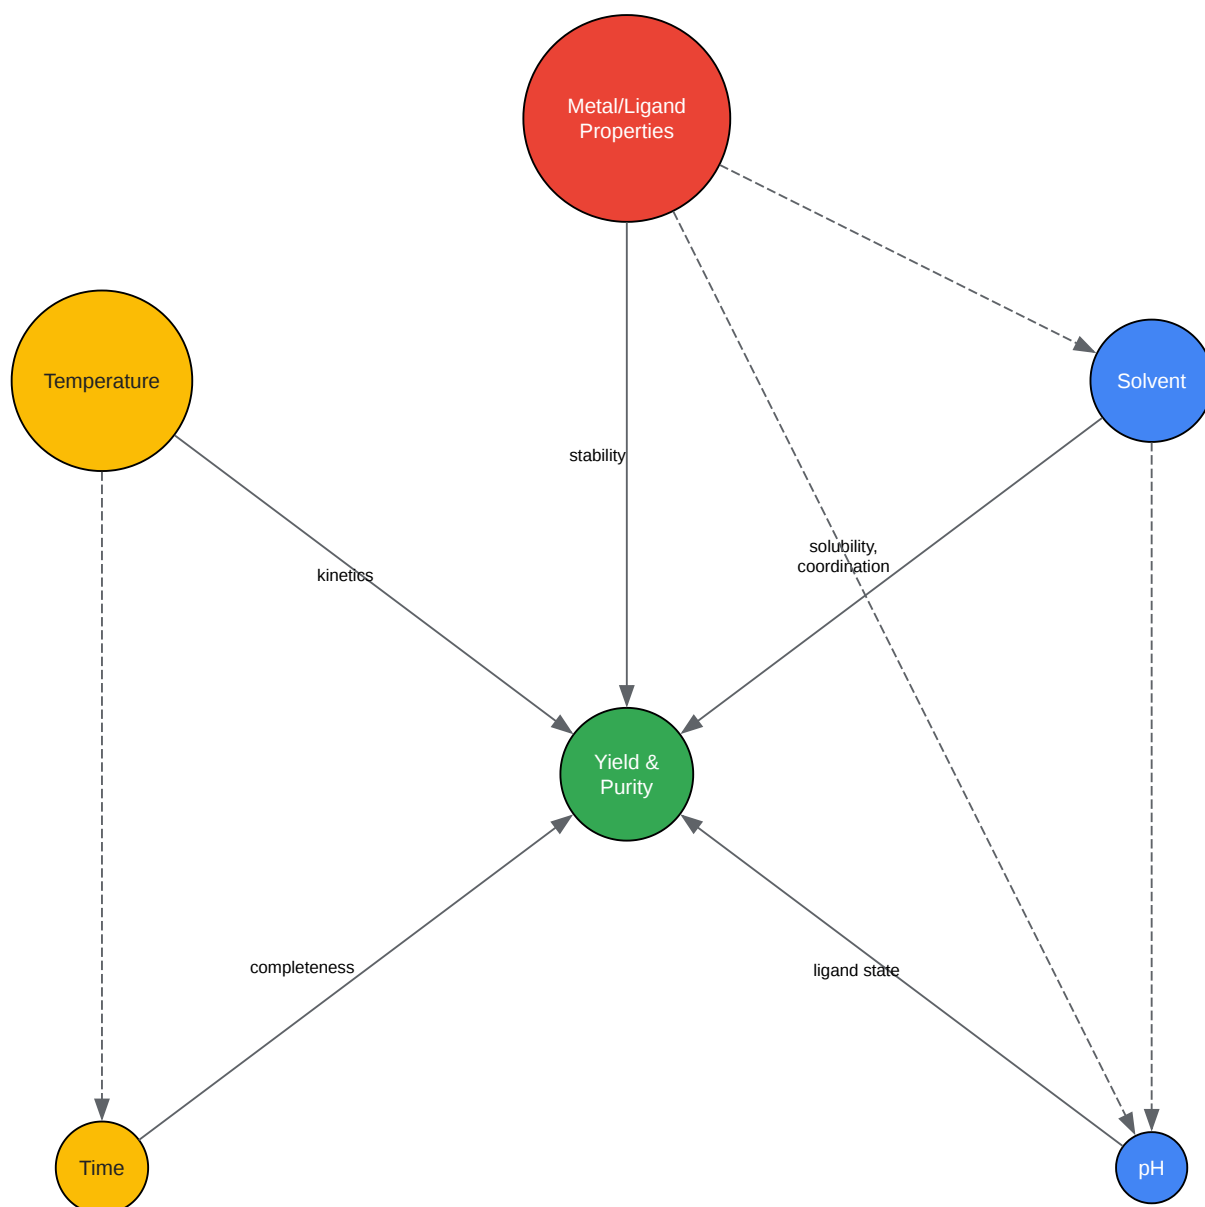 Metal/Ligand
Properties
Temperature
Solvent
stability
solubility,
coordination
kinetics
Yield &
Purity
completeness
ligand state
Time
pH